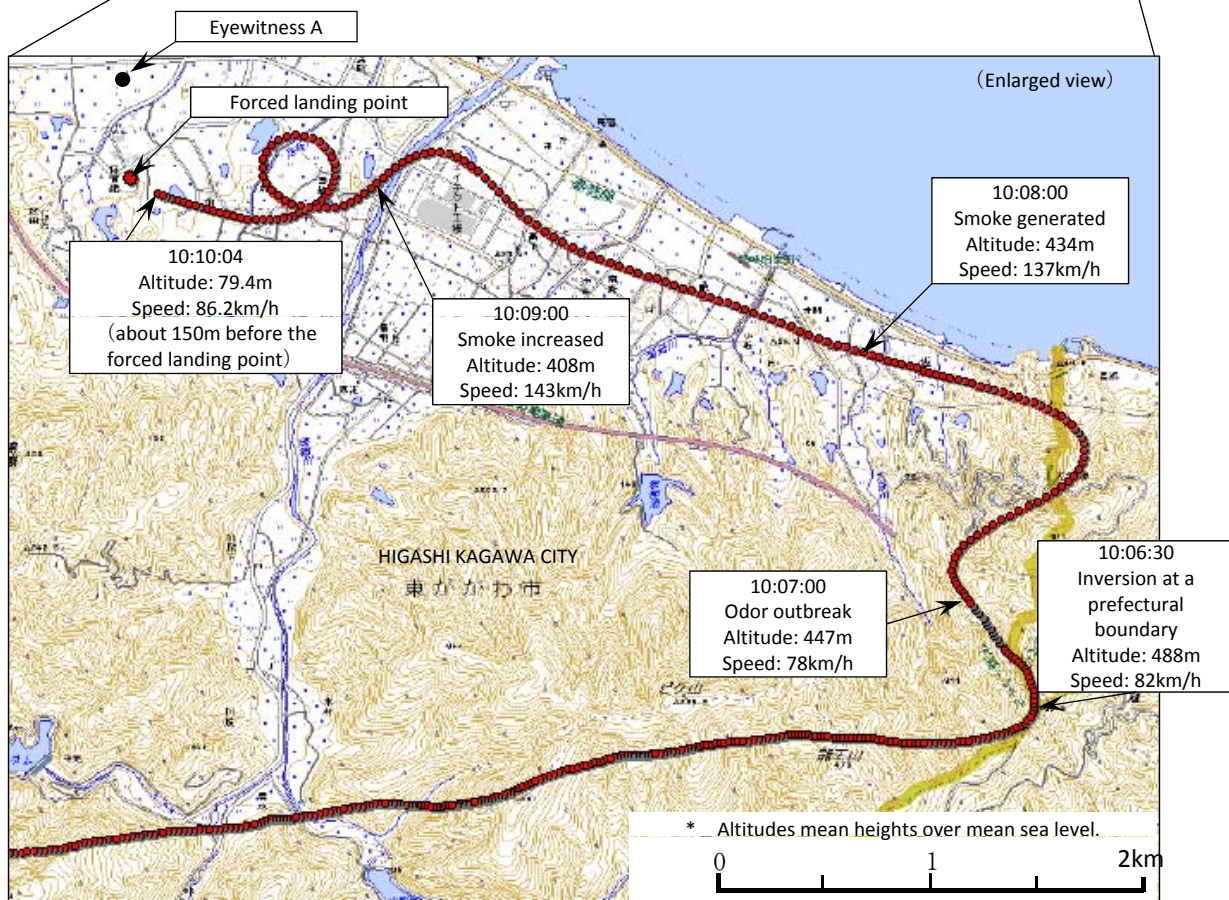 Eyewitness A
(Enlarged view)
Forced landing point
10:08:00
Smoke generated
Altitude: 434m
Speed: 137km/h
10:10:04
Altitude: 79.4m
Speed: 86.2km/h
(about 150m before the
forced landing point)
10:09:00
Smoke increased
Altitude: 408m
Speed: 143km/h
HIGASHI KAGAWA CITY
東かがわ市
10:07:00
Odor outbreak
Altitude: 447m
Speed: 78km/h
10:06:30
Inversion at a
prefectural
boundary
Altitude: 488m
Speed: 82km/h
* Altitudes mean heights over mean sea level.
0 1 2km